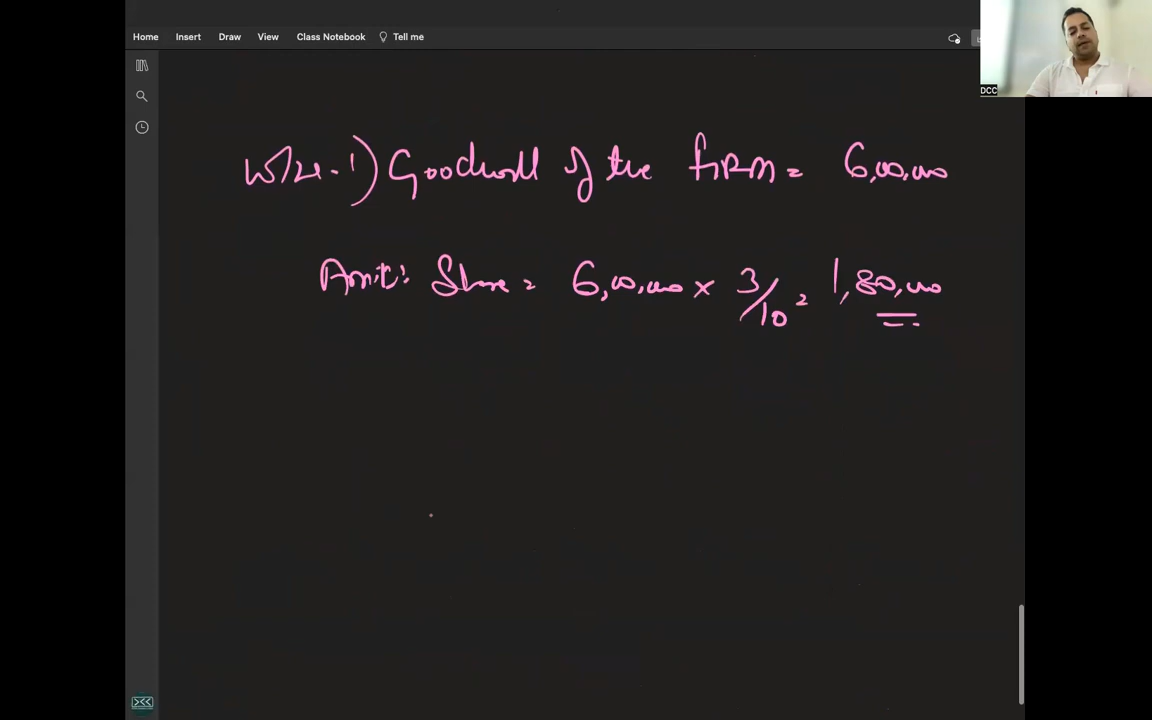 Home Insert Draw View Class Notebook Tell me
DCC
W/N-1) Goodwill of the firm = 6,00,000
Amit's Share = 6,00,000 x 3/10 = 1,80,000